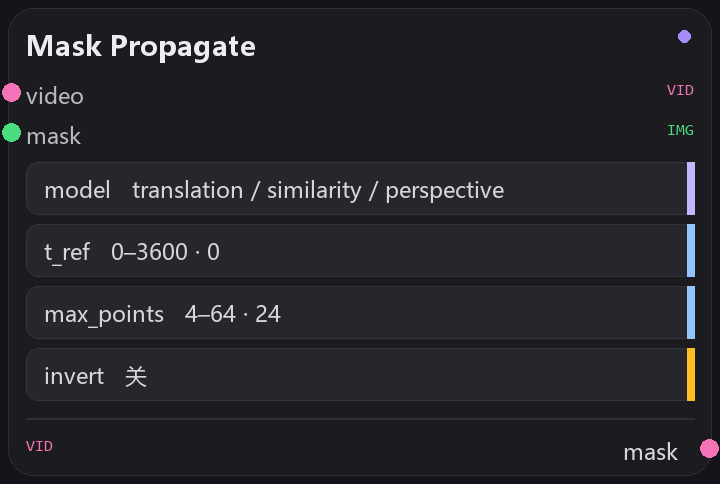 Mask Propagate
video VID
mask IMG
model translation / similarity / perspective
t_ref 0–3600 · 0
max_points 4–64 · 24
invert 关
VID mask